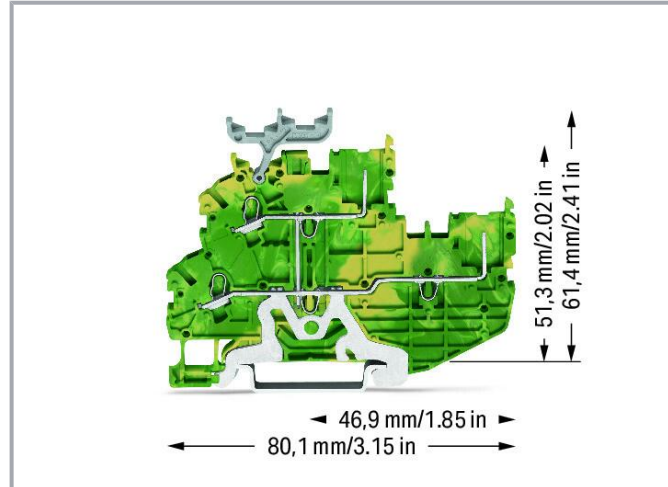 51,3 mm/2.02 in
61,4 mm/2.41 in
46,9 mm/1.85 in
80,1 mm/3.15 in